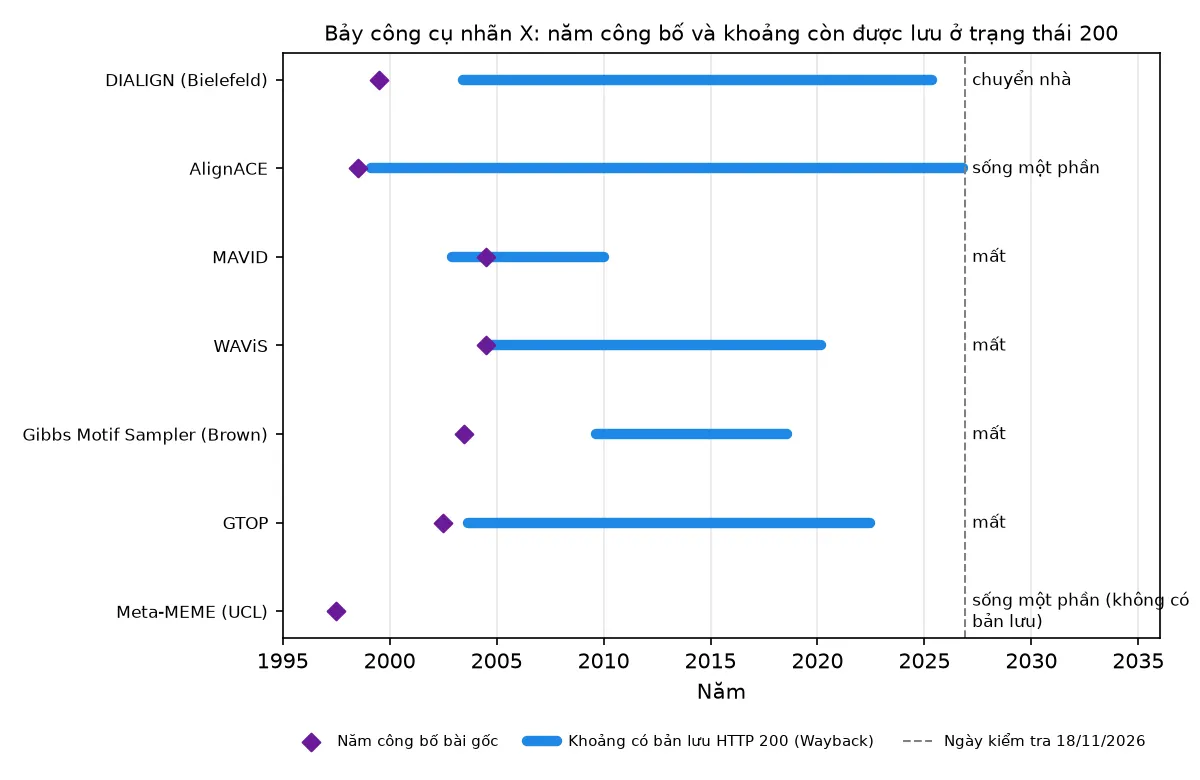 Bảy công cụ nhãn X: năm công bố và khoảng còn được lưu ở trạng thái 200
DIALIGN (Bielefeld)
chuyển nhà
AlignACE
sống một phần
MAVID
mất
WAViS
mất
Gibbs Motif Sampler (Brown)
mất
GTOP
mất
Meta-MEME (UCL)
sống một phần (không có
bản lưu)
1995 2000 2005 2010 2015 2020 2025 2030 2035
Năm
Năm công bố bài gốc Khoảng có bản lưu HTTP 200 (Wayback) Ngày kiểm tra 18/11/2026